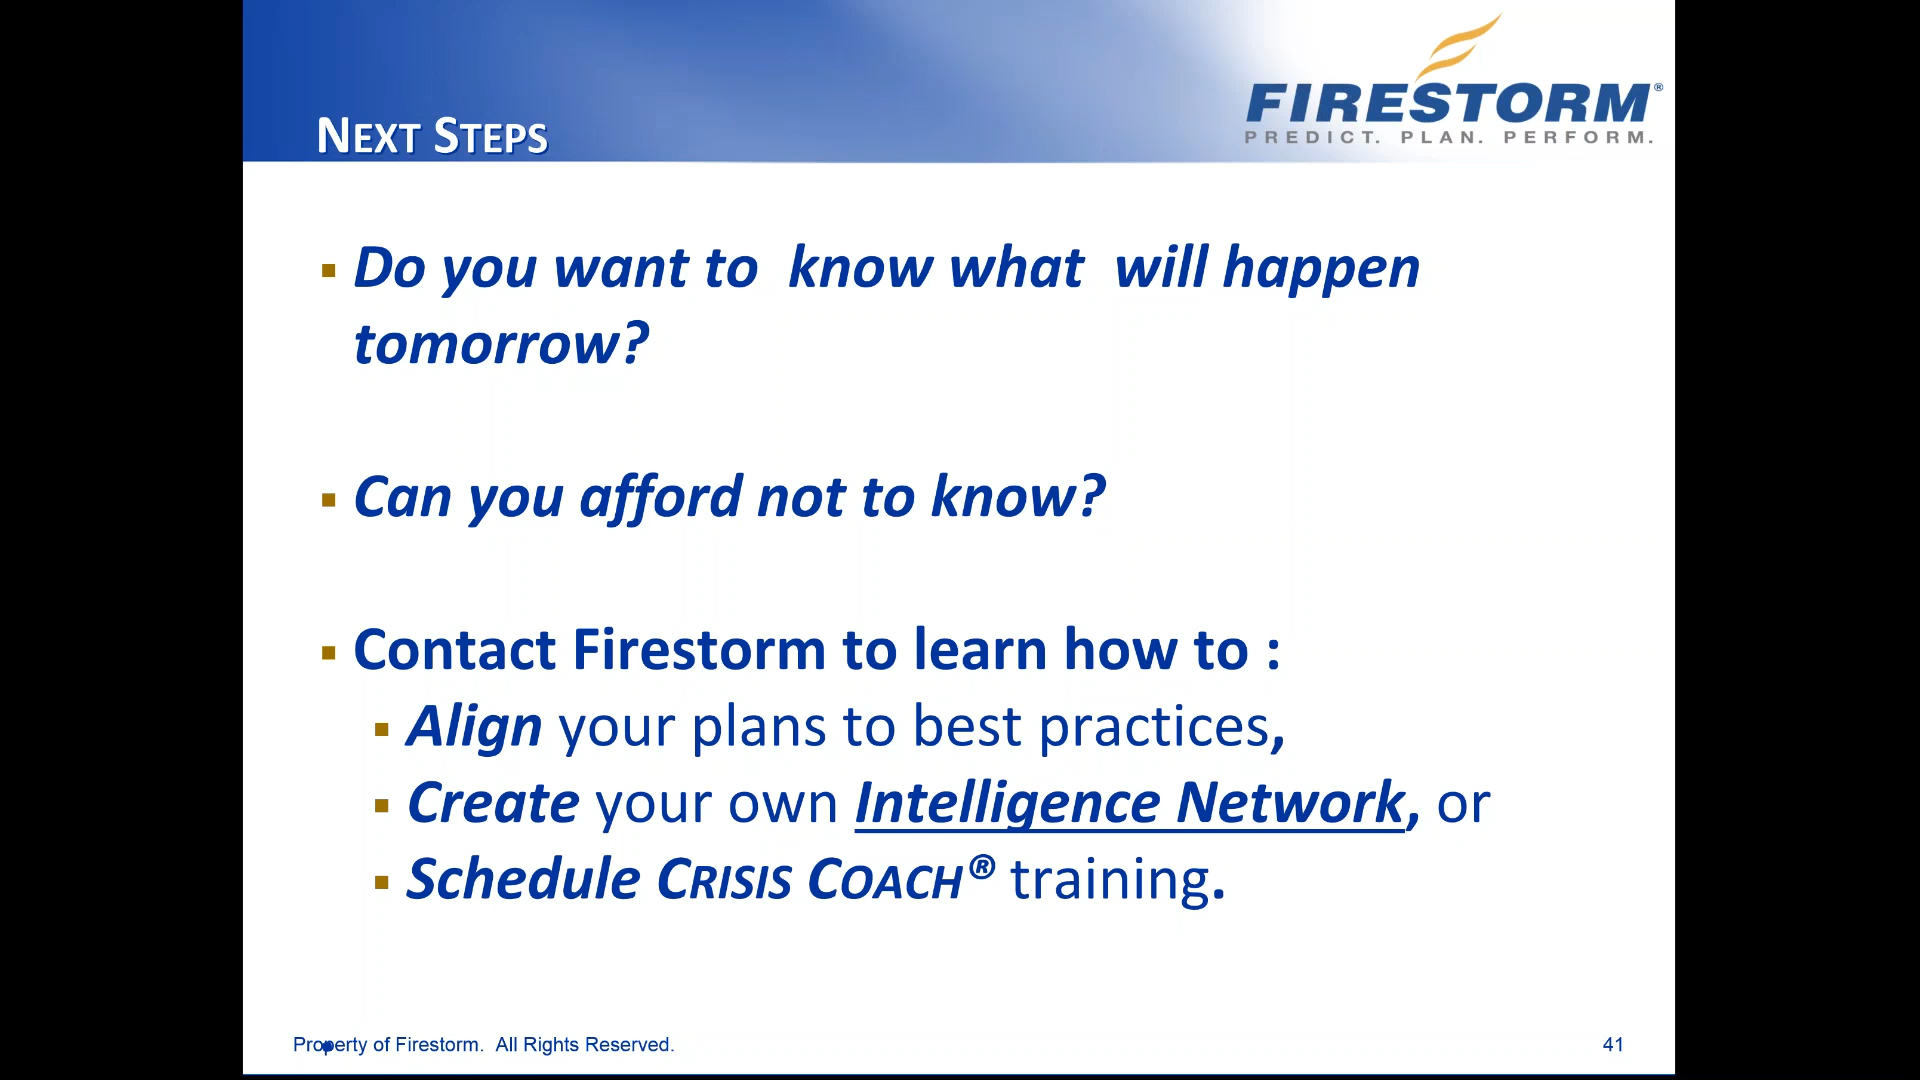 NEXT STEPS
FIRESTORM®
PREDICT. PLAN. PERFORM.
Do you want to know what will happen
tomorrow?
Can you afford not to know?
Contact Firestorm to learn how to :
Align your plans to best practices,
Create your own Intelligence Network, or
Schedule CRISIS COACH® training.
Property of Firestorm. All Rights Reserved.
41